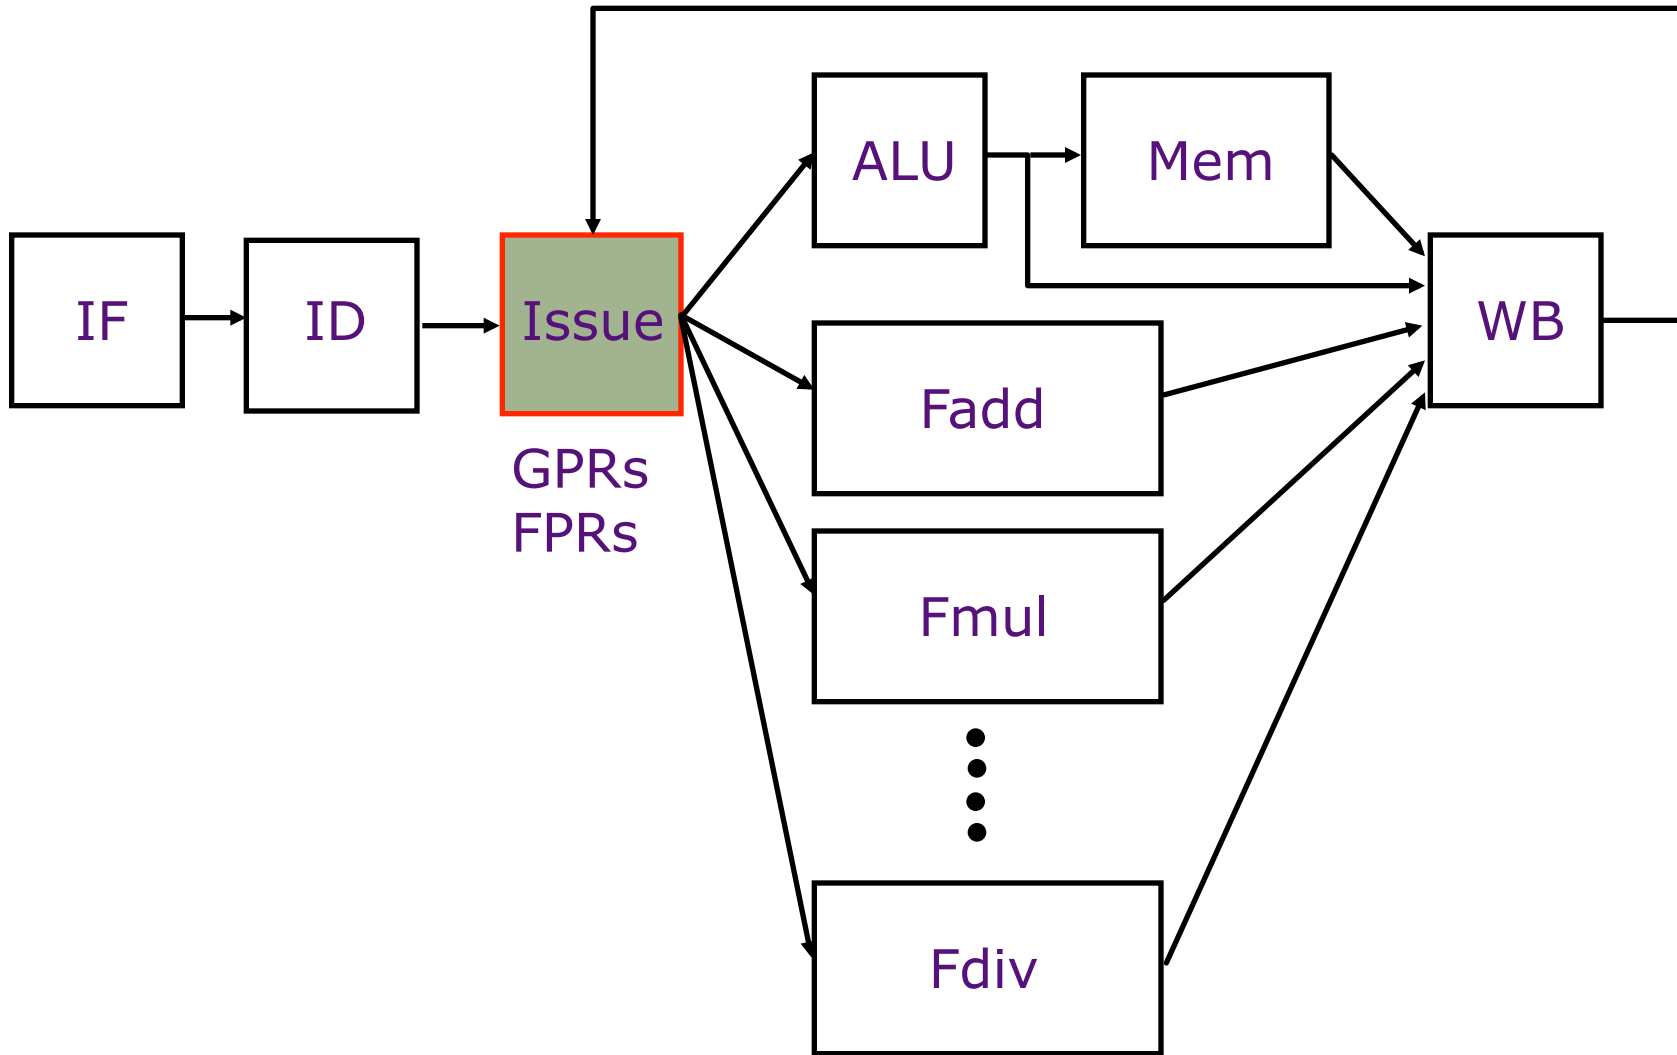 IF
ID
Issue
GPRs
FPRs
ALU
Mem
Fadd
Fmul
Fdiv
WB